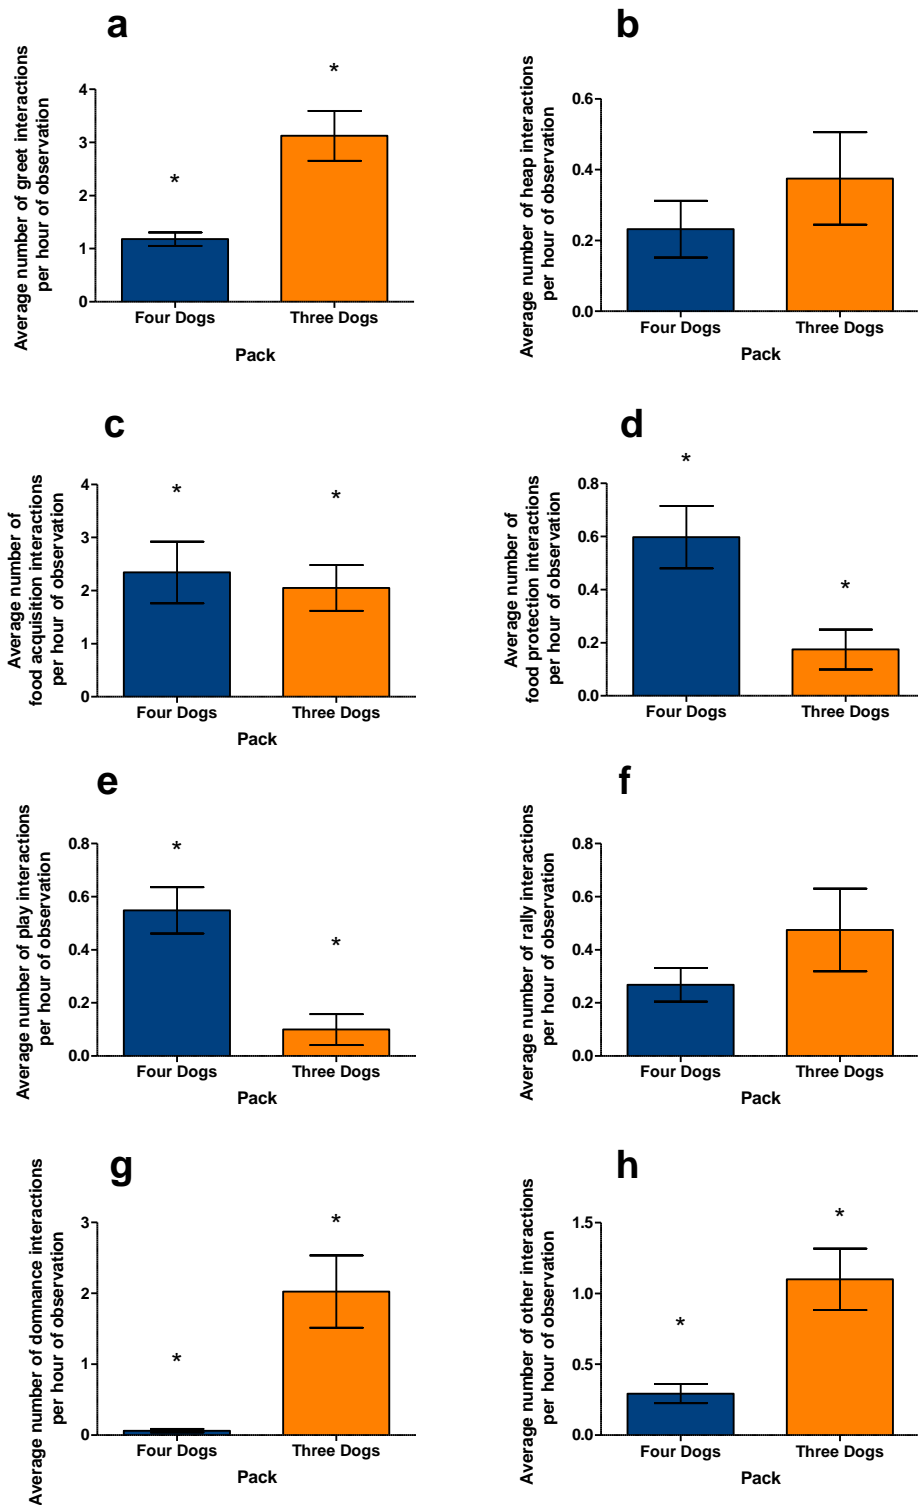 a
Average number of greet interactions
per hour of observation
4
3
2
1
0
*
*
Four Dogs
Three Dogs
Pack
b
Average number of heap interactions
per hour of observation
0.6
0.4
0.2
0.0
Four Dogs
Three Dogs
Pack
c
Average number of
food acquisition interactions
per hour of observation
4
3
2
1
0
*
*
Four Dogs
Three Dogs
Pack
d
Average number of
food protection interactions
per hour of observation
0.8
0.6
0.4
0.2
0.0
*
*
Four Dogs
Three Dogs
e
Average number of play interactions
per hour of observation
0.8
0.6
0.4
0.2
0.0
*
*
Four Dogs
Three Dogs
Pack
f
Average number of rally interactions
per hour of observation
0.8
0.6
0.4
0.2
0.0
Four Dogs
Three Dogs
Pack
g
Average number of domnance interactions
per hour of observation
3
2
1
0
*
*
Four Dogs
Three Dogs
Pack
h
Average number of other interactions
per hour of observation
1.5
1.0
0.5
0.0
*
*
Four Dogs
Three Dogs
Pack